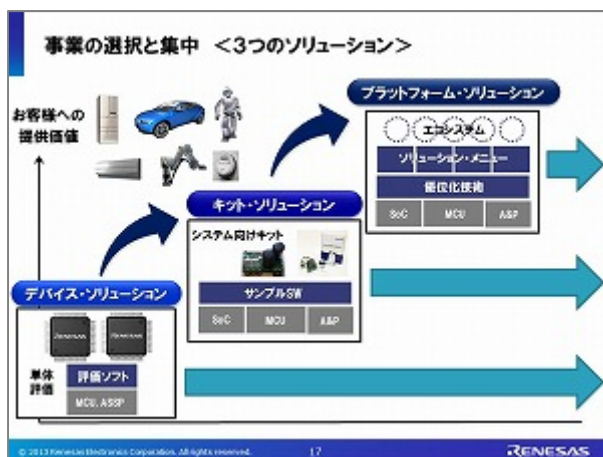 事業の選択と集中 <3つのソリューション>
お客様への
提供価値
プラットフォーム・ソリューション
エコシステム
ソリューション・メニュー
優位化技術
SoC MCU A&P
キット・ソリューション
システム向けキット
サンプルSW
SoC MCU A&P
デバイス・ソリューション
RENESAS RENESAS
単体
評価
評価ソフト
MCU, ASSP
© 2013 Renesas Electronics Corporation. All rights reserved.
17
RENESAS